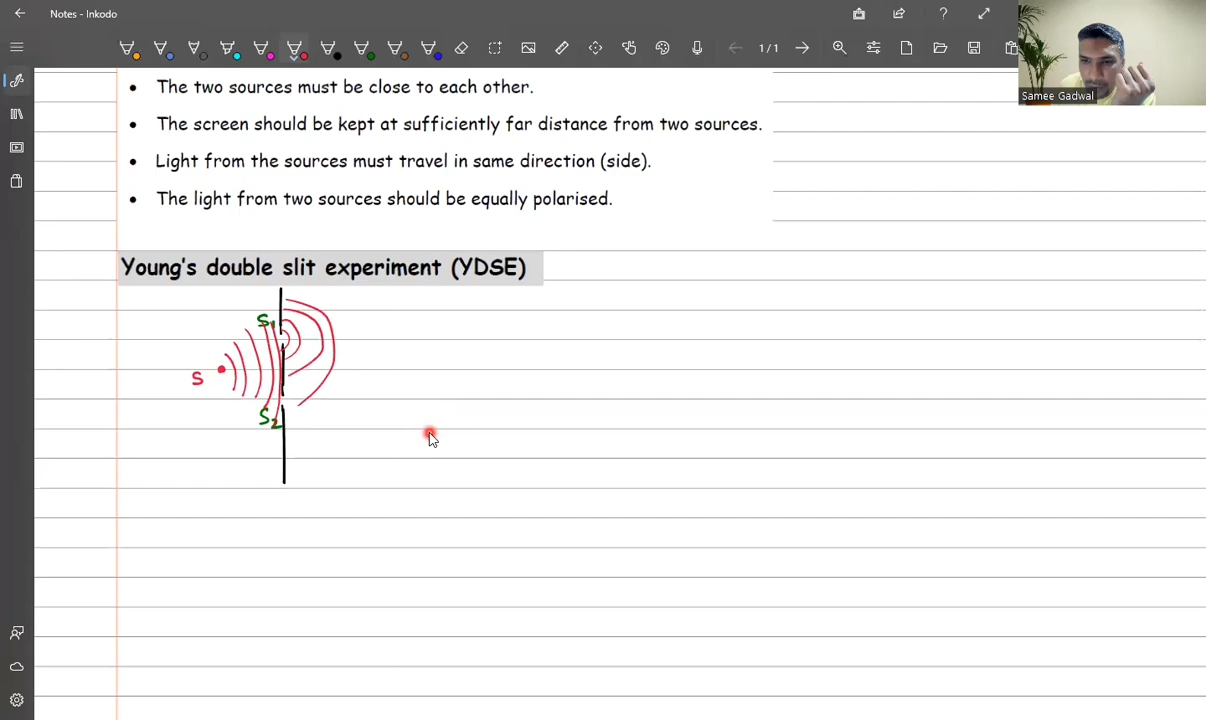 Notes - Inkodo
1/1
Samee Gadwal
• The two sources must be close to each other.
• The screen should be kept at sufficiently far distance from two sources.
• Light from the sources must travel in same direction (side).
• The light from two sources should be equally polarised.
Young's double slit experiment (YDSE)
S₁
S
S₂